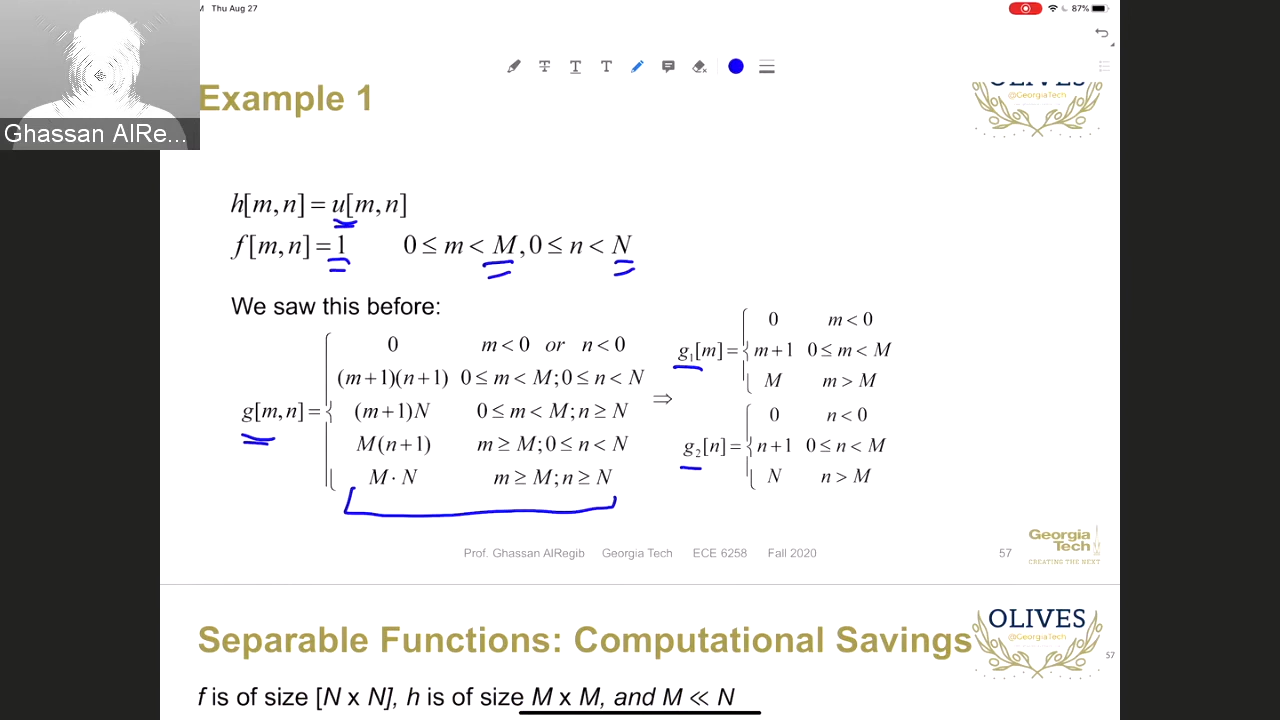 M Thu Aug 27
87%
Ghassan AlRe...
Example 1
OLIVES
@GeorgiaTech
h[m,n] = u[m,n]
f[m,n] = 1 0 ≤ m < M, 0 ≤ n < N
We saw this before:
g[m,n] = {
0 m < 0 or n < 0
(m+1)(n+1) 0 ≤ m < M; 0 ≤ n < N
(m+1)N 0 ≤ m < M; n ≥ N
M(n+1) m ≥ M; 0 ≤ n < N
M · N m ≥ M; n ≥ N
⇒
g₁[m] = {
0 m < 0
m+1 0 ≤ m < M
M m > M
g₂[n] = {
0 n < 0
n+1 0 ≤ n < M
N n > M
Prof. Ghassan AlRegib Georgia Tech ECE 6258 Fall 2020
57
Georgia
Tech
CREATING THE NEXT
Separable Functions: Computational Savings
OLIVES
@GeorgiaTech
57
f is of size [N x N], h is of size M x M, and M ≪ N